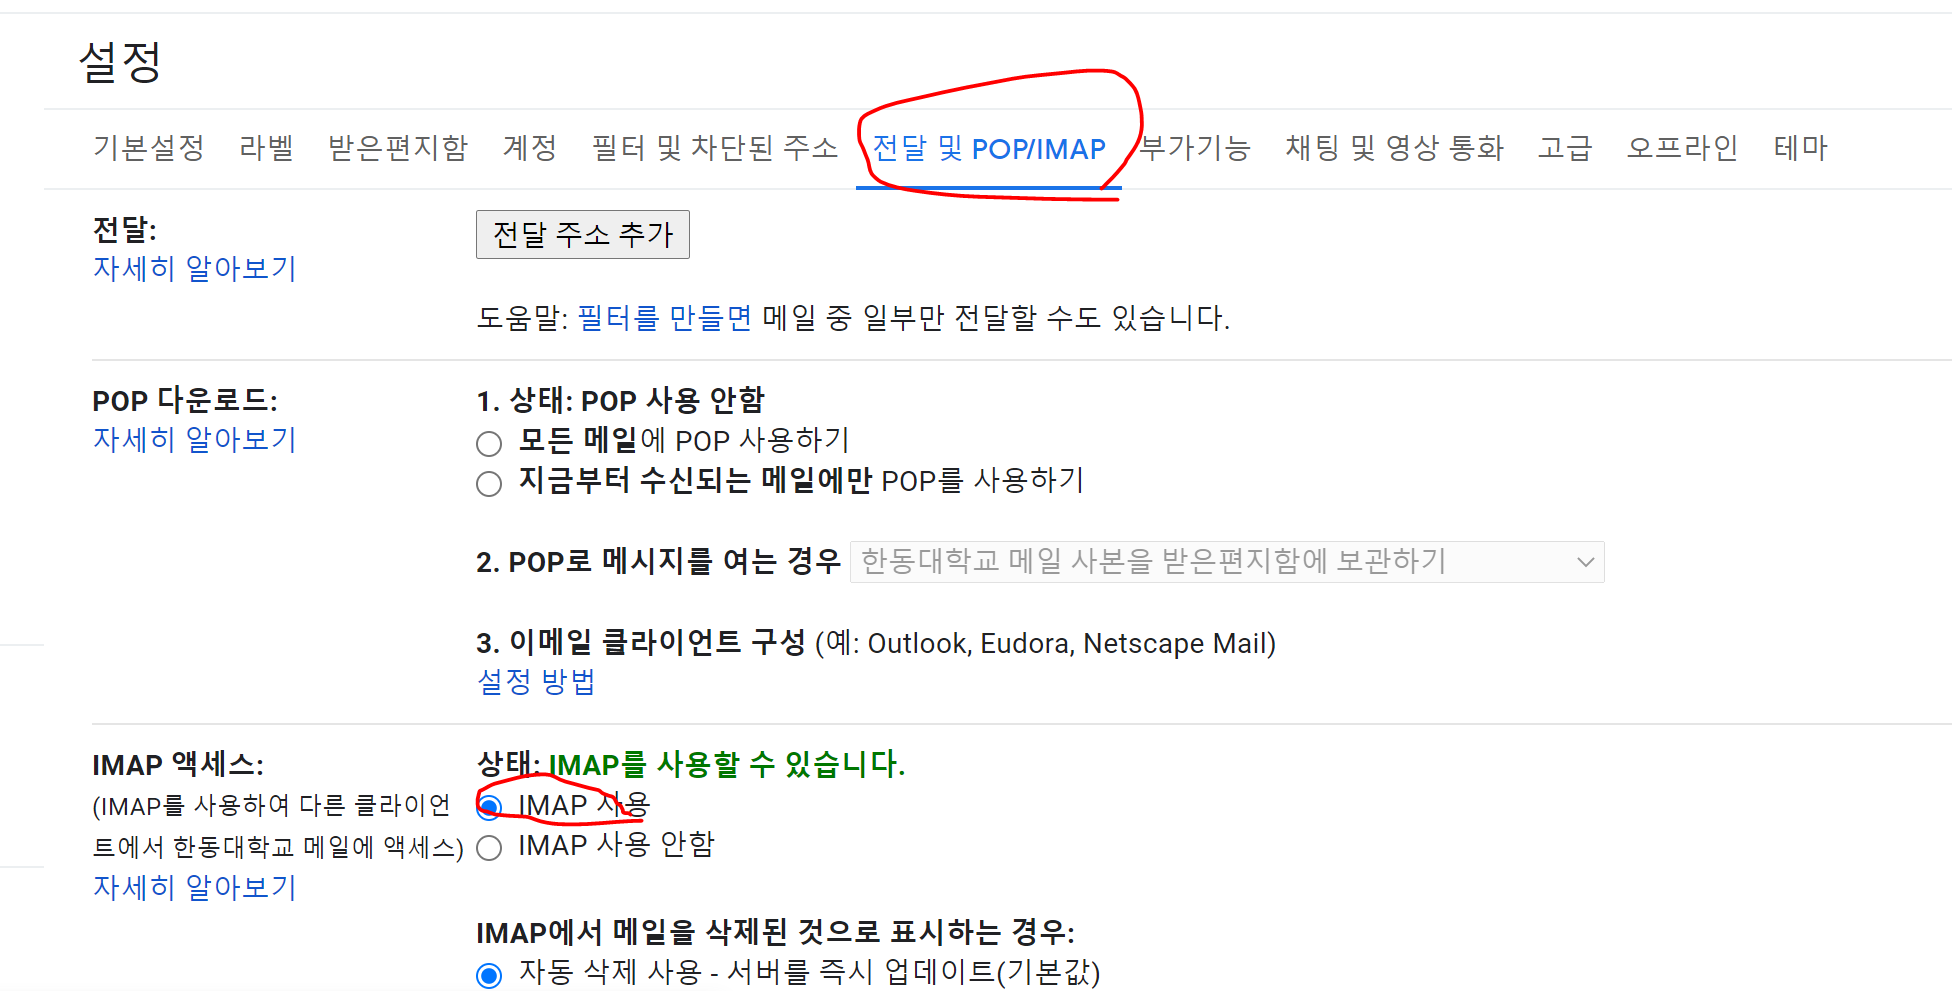 설정
기본설정 라벨 받은편지함 계정 필터 및 차단된 주소 전달 및 POP/IMAP 부가기능 채팅 및 영상 통화 고급 오프라인 테마
전달:
자세히 알아보기
전달 주소 추가
도움말: 필터를 만들면 메일 중 일부만 전달할 수도 있습니다.
POP 다운로드:
자세히 알아보기
1. 상태: POP 사용 안함
모든 메일에 POP 사용하기
지금부터 수신되는 메일에만 POP를 사용하기
2. POP로 메시지를 여는 경우 한동대학교 메일 사본을 받은편지함에 보관하기
3. 이메일 클라이언트 구성 (예: Outlook, Eudora, Netscape Mail)
설정 방법
IMAP 액세스:
(IMAP를 사용하여 다른 클라이언
트에서 한동대학교 메일에 액세스)
자세히 알아보기
상태: IMAP를 사용할 수 있습니다.
IMAP 사용
IMAP 사용 안함
IMAP에서 메일을 삭제된 것으로 표시하는 경우:
자동 삭제 사용 - 서버를 즉시 업데이트(기본값)